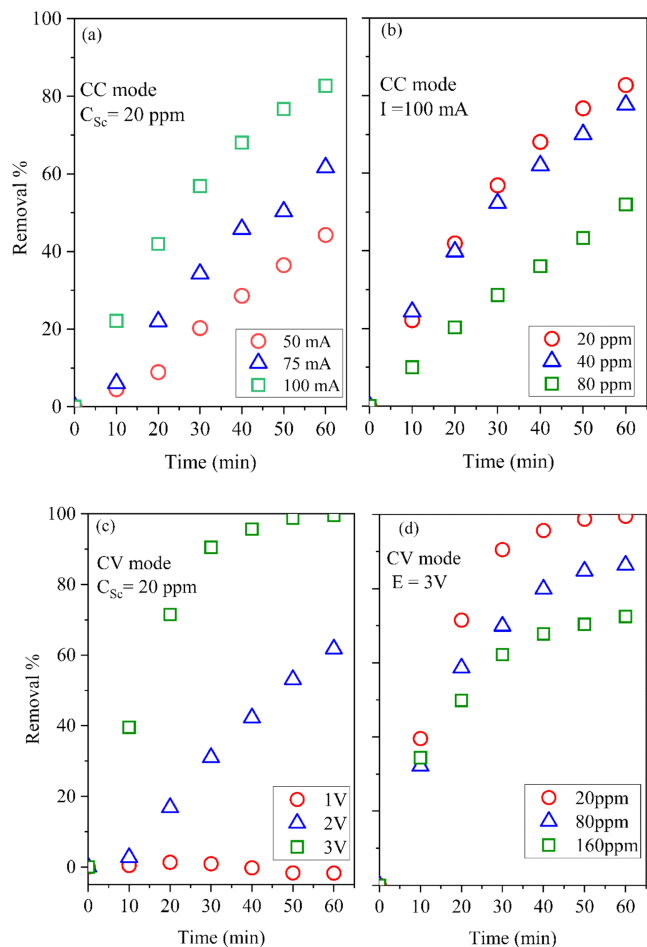 (a)
CC mode
C_Sc= 20 ppm
Removal %
100
80
60
40
20
0
50 mA
75 mA
100 mA
0 10 20 30 40 50 60
Time (min)
(b)
CC mode
I =100 mA
20 ppm
40 ppm
80 ppm
0 10 20 30 40 50 60
Time (min)
(c)
CV mode
C_Sc= 20 ppm
Removal %
100
80
60
40
20
0
1V
2V
3V
0 10 20 30 40 50 60
Time (min)
(d)
CV mode
E = 3V
20ppm
80ppm
160ppm
0 10 20 30 40 50 60
Time (min)